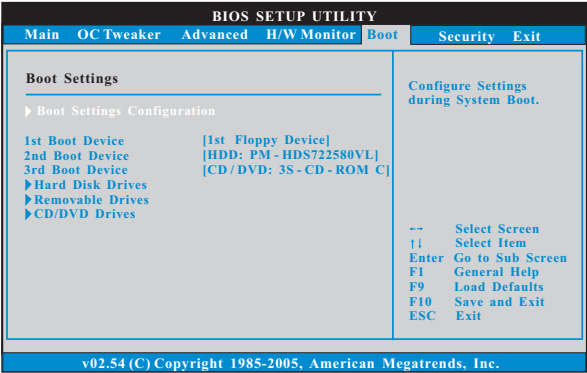 BIOS SETUP UTILITY
Main OC Tweaker Advanced H/W Monitor Boot Security Exit
Boot Settings
Boot Settings Configuration
1st Boot Device [1st Floppy Device]
2nd Boot Device [HDD: PM - HDS722580VL]
3rd Boot Device [CD / DVD: 3S - CD - ROM C]
Hard Disk Drives
Removable Drives
CD/DVD Drives
Configure Settings
during System Boot.
←→ Select Screen
↑↓ Select Item
Enter Go to Sub Screen
F1 General Help
F9 Load Defaults
F10 Save and Exit
ESC Exit
v02.54 (C) Copyright 1985-2005, American Megatrends, Inc.